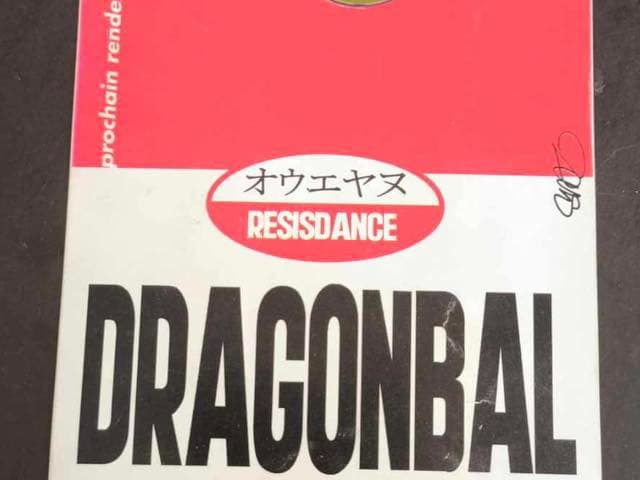 prochain rende
オウエヤヌ
RESISDANCE
DRAGONBAL